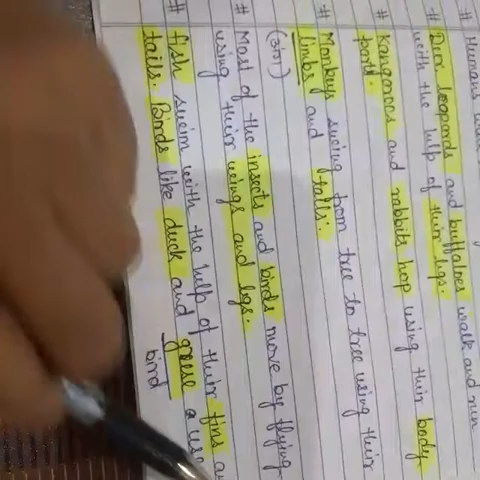 # Humans
# Deer, leopards and buffaloes walk and run
with the help of their legs.
# Kangaroos and rabbits hop using their body
# Monkeys swing from tree to tree using their
limbs and tails.
# Most of the insects and birds move by flying
using their wings and legs.
# fish swim with the help of their fins
tails. Birds like duck and geese
bird